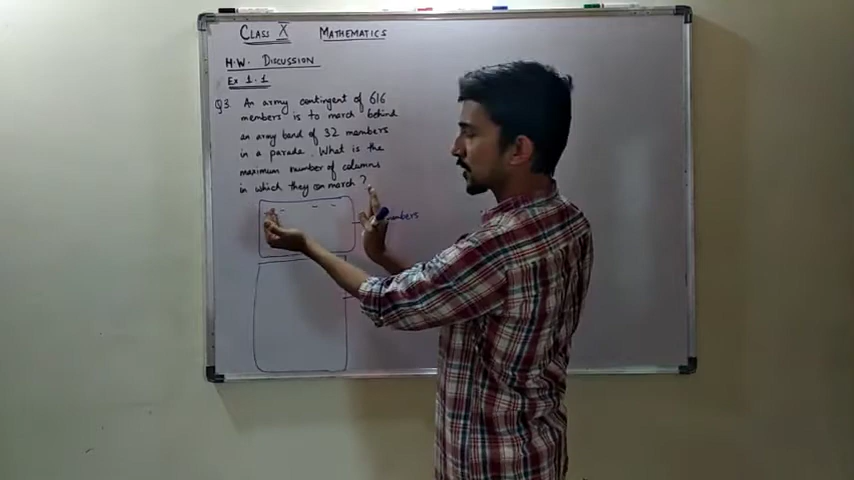 CLASS X MATHEMATICS
H.W. DISCUSSION
Ex 1.1
Q3. An army contingent of 616
members is to march behind
an army band of 32 members
in a parade. What is the
maximum number of columns
in which they can march ?
members